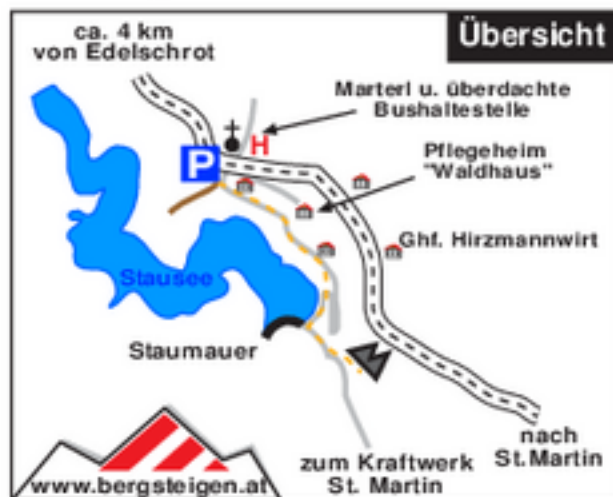 ca. 4 km
von Edelschrot
Übersicht
Marterl u. überdachte
Bushaltestelle
H
P
Pflegeheim
"Waldhaus"
Ghf. Hirzmannwirt
Stausee
Staumauer
nach
St.Martin
zum Kraftwerk
St. Martin
www.bergsteigen.at